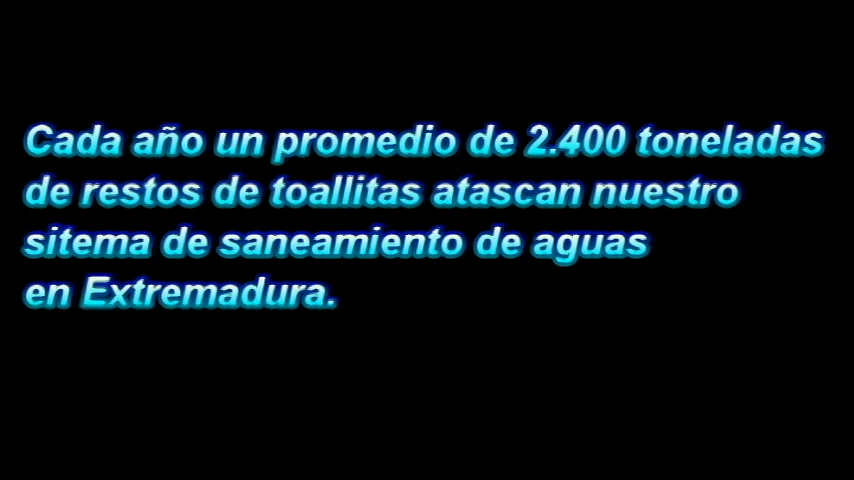 Cada año un promedio de 2.400 toneladas
de restos de toallitas atascan nuestro
sitema de saneamiento de aguas
en Extremadura.